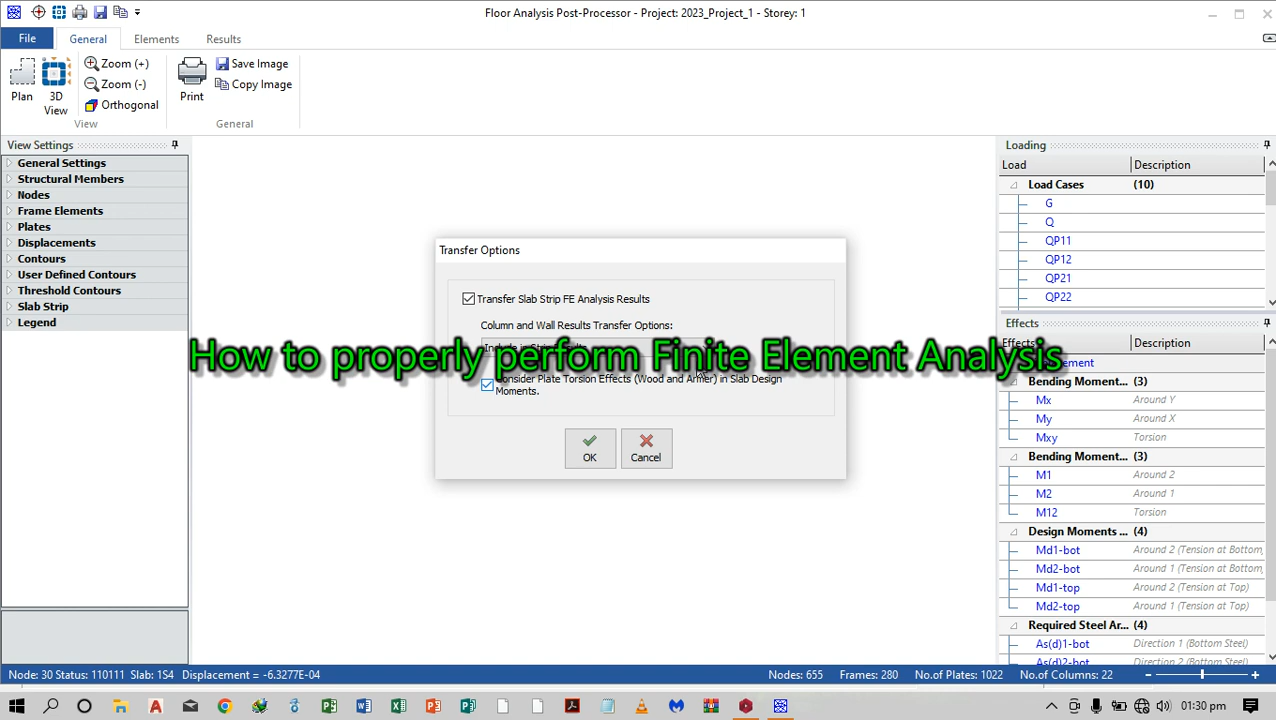 Floor Analysis Post-Processor - Project: 2023_Project_1 - Storey: 1
File
General
Elements
Results
Plan
3D
View
Zoom (+)
Zoom (-)
Orthogonal
View
Print
Save Image
Copy Image
General
View Settings
General Settings
Structural Members
Nodes
Frame Elements
Plates
Displacements
Contours
User Defined Contours
Threshold Contours
Slab Strip
Legend
Transfer Options
Transfer Slab Strip FE Analysis Results
Column and Wall Results Transfer Options:
Include in Strip Results
How to properly perform Finite Element Analysis
Consider Plate Torsion Effects (Wood and Armer) in Slab Design
Moments.
OK
Cancel
Loading
Load Description
Load Cases (10)
G
Q
QP11
QP12
QP21
QP22
Effects
Description
Bending Moment... (3)
Mx Around Y
My Around X
Mxy Torsion
Bending Moment... (3)
M1 Around 2
M2 Around 1
M12 Torsion
Design Moments ... (4)
Md1-bot Around 2 (Tension at Bottom,
Md2-bot Around 1 (Tension at Bottom,
Md1-top Around 2 (Tension at Top)
Md2-top Around 1 (Tension at Top)
Required Steel Ar... (4)
As(d)1-bot Direction 1 (Bottom Steel)
As(d)2-bot Direction 2 (Bottom Steel)
Node: 30 Status: 110111 Slab: 1S4 Displacement = -6.3277E-04
Nodes: 655 Frames: 280 No.of Plates: 1022 No.of Columns: 22
01:30 pm